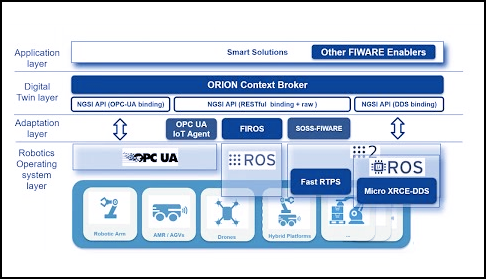 Application
layer
Smart Solutions
Other FIWARE Enablers
Digital
Twin layer
ORION Context Broker
NGSI API (OPC-UA binding)
NGSI API (RESTful binding + raw )
NGSI API (DDS binding)
Adaptation
layer
OPC UA
IoT Agent
FIROS
SOSS-FIWARE
Robotics
Operating
system
layer
OPC UA
ROS
2
ROS
Fast RTPS
Micro XRCE-DDS
Robotic Arm
AMR / AGVs
Drones
Hybrid Platforms
...